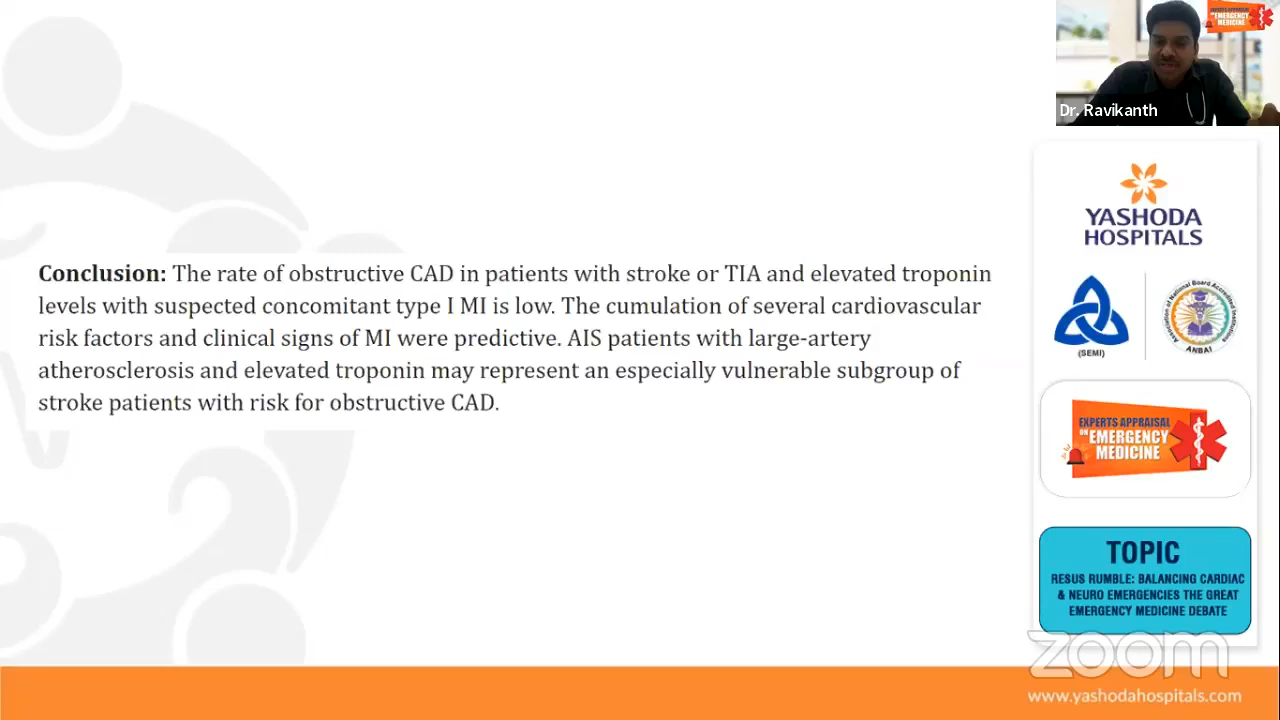 Conclusion: The rate of obstructive CAD in patients with stroke or TIA and elevated troponin
levels with suspected concomitant type I MI is low. The cumulation of several cardiovascular
risk factors and clinical signs of MI were predictive. AIS patients with large-artery
atherosclerosis and elevated troponin may represent an especially vulnerable subgroup of
stroke patients with risk for obstructive CAD.
Dr. Ravikanth
EMERGENCY
MEDICINE
YASHODA
HOSPITALS
(SEMI)
ANBAI
EXPERTS APPRAISAL
ON EMERGENCY
MEDICINE
TOPIC
RESUS RUMBLE: BALANCING CARDIAC
& NEURO EMERGENCIES THE GREAT
EMERGENCY MEDICINE DEBATE
zoom
www.yashodahospitals.com